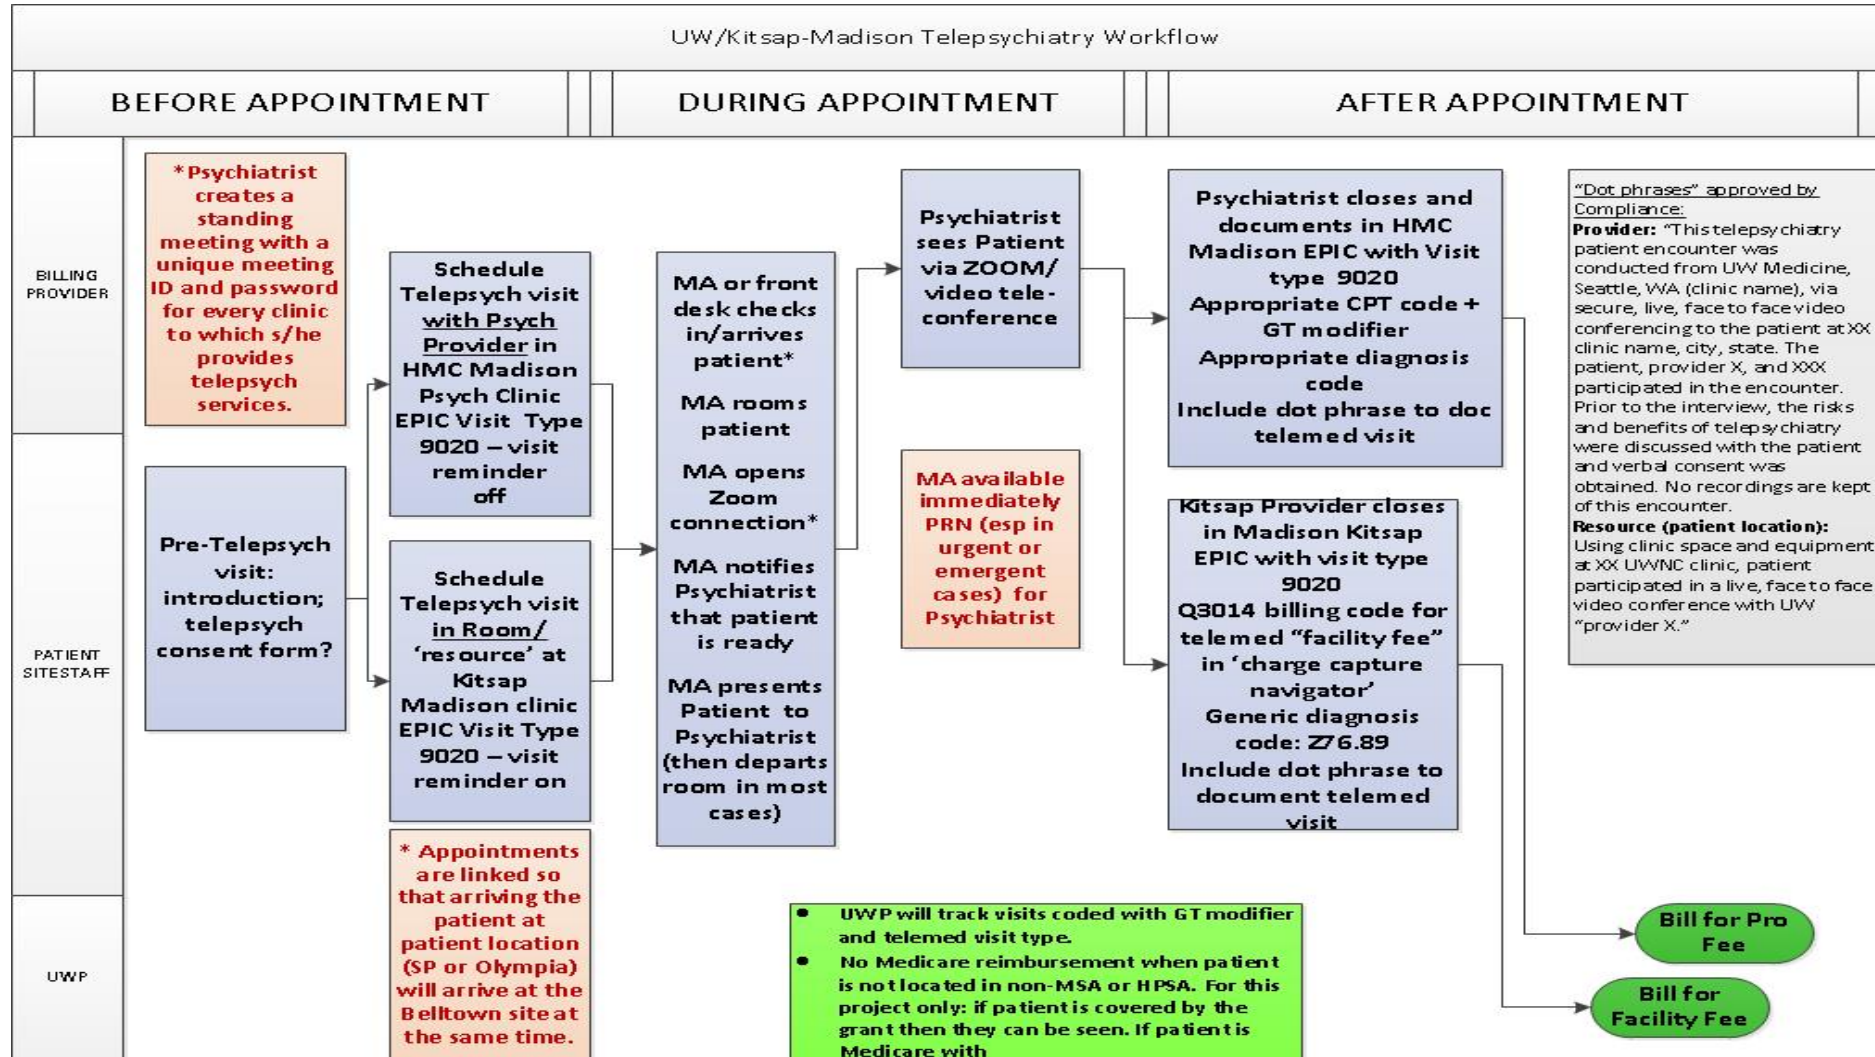 UW/Kitsap-Madison Telepsychiatry Workflow
BEFORE APPOINTMENT
DURING APPOINTMENT
AFTER APPOINTMENT
BILLING
PROVIDER
*Psychiatrist
creates a
standing
meeting with a
unique meeting
ID and password
for every clinic
to which s/he
provides
telepsych
services.
Schedule
Telepsych visit
with Psych
Provider in
HMC Madison
Psych Clinic
EPIC Visit Type
9020 – visit
reminder
off
MA or front
desk checks
in/arrives
patient*
MA rooms
patient
MA opens
Zoom
connection*
MA notifies
Psychiatrist
that patient
is ready
MA presents
Patient to
Psychiatrist
(then departs
room in most
cases)
Psychiatrist
sees Patient
via ZOOM/
video tele-
conference
Psychiatrist closes and
documents in HMC
Madison EPIC with Visit
type 9020
Appropriate CPT code +
GT modifier
Appropriate diagnosis
code
Include dot phrase to doc
telemed visit
"Dot phrases" approved by
Compliance:
Provider: "This telepsychiatry
patient encounter was
conducted from UW Medicine,
Seattle, WA (clinic name), via
secure, live, face to face video
conferencing to the patient at XX
clinic name, city, state. The
patient, provider X, and XXX
participated in the encounter.
Prior to the interview, the risks
and benefits of telepsychiatry
were discussed with the patient
and verbal consent was
obtained. No recordings are kept
of this encounter.
Resource (patient location):
Using clinic space and equipment
at XX UWNC clinic, patient
participated in a live, face to face
video conference with UW
"provider X."
PATIENT
SITE STAFF
Pre-Telepsych
visit:
introduction;
telepsych
consent form?
Schedule
Telepsych visit
in Room/
‘resource’ at
Kitsap
Madison clinic
EPIC Visit Type
9020 – visit
reminder on
MA available
immediately
PRN (esp in
urgent or
emergent
cases) for
Psychiatrist
Kitsap Provider closes
in Madison Kitsap
EPIC with visit type
9020
Q3014 billing code for
telemed “facility fee”
in ‘charge capture
navigator’
Generic diagnosis
code: Z76.89
Include dot phrase to
document telemed
visit
UWP
* Appointments
are linked so
that arriving the
patient at
patient location
(SP or Olympia)
will arrive at the
Belltown site at
the same time.
• UWP will track visits coded with GT modifier
and telemed visit type.
• No Medicare reimbursement when patient
is not located in non-MSA or HPSA. For this
project only: if patient is covered by the
grant then they can be seen. If patient is
Medicare with
Bill for Pro
Fee
Bill for
Facility Fee